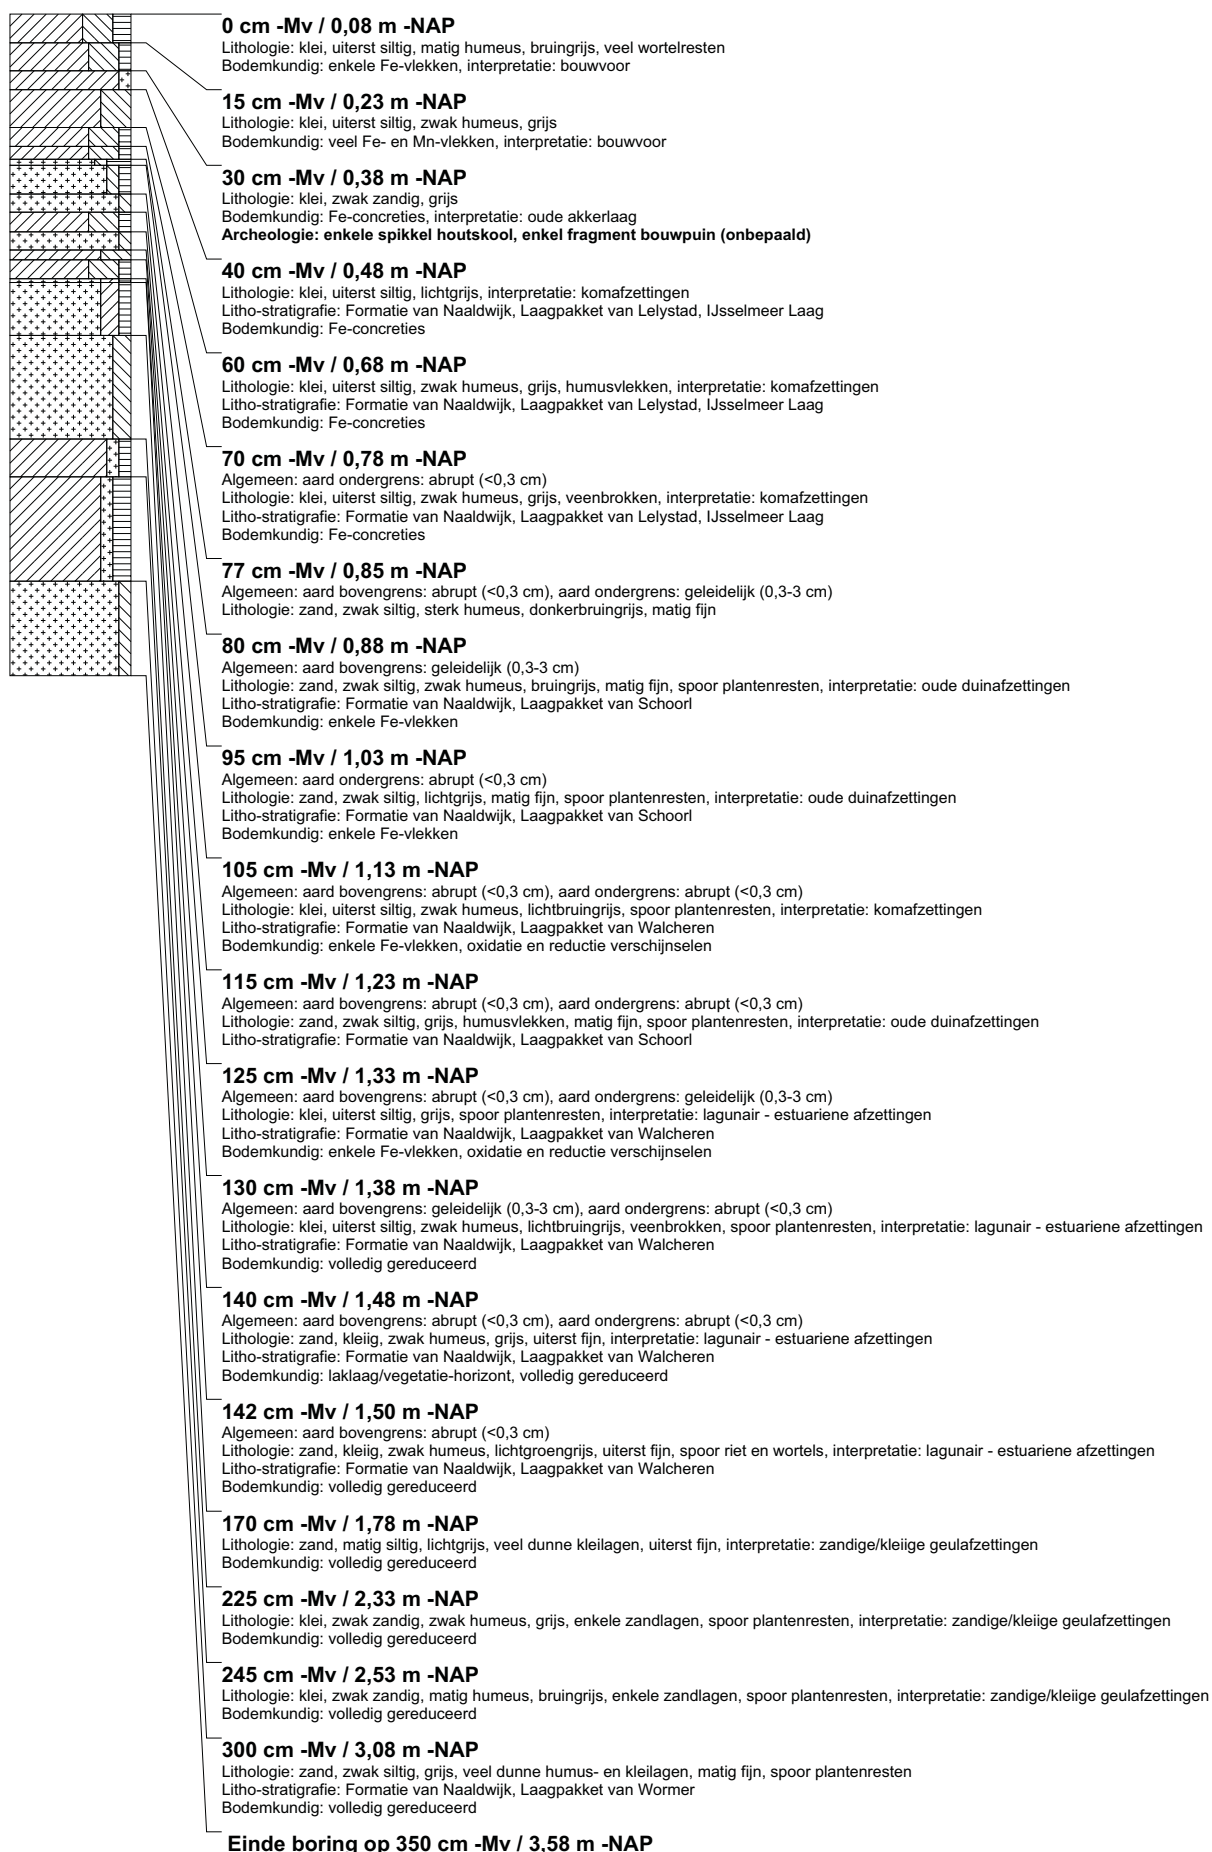 0 cm -Mv / 0,08 m -NAP
Lithologie: klei, uiterst siltig, matig humeus, bruingrijs, veel wortelresten
Bodemkundig: enkele Fe-vlekken, interpretatie: bouwvoor
15 cm -Mv / 0,23 m -NAP
Lithologie: klei, uiterst siltig, zwak humeus, grijs
Bodemkundig: veel Fe- en Mn-vlekken, interpretatie: bouwvoor
30 cm -Mv / 0,38 m -NAP
Lithologie: klei, zwak zandig, grijs
Bodemkundig: Fe-concreties, interpretatie: oude akkerlaag
Archeologie: enkele spikkel houtskool, enkel fragment bouwpuin (onbepaald)
40 cm -Mv / 0,48 m -NAP
Lithologie: klei, uiterst siltig, lichtgrijs, interpretatie: komafzettingen
Litho-stratigrafie: Formatie van Naaldwijk, Laagpakket van Lelystad, IJsselmeer Laag
Bodemkundig: Fe-concreties
60 cm -Mv / 0,68 m -NAP
Lithologie: klei, uiterst siltig, zwak humeus, grijs, humusvlekken, interpretatie: komafzettingen
Litho-stratigrafie: Formatie van Naaldwijk, Laagpakket van Lelystad, IJsselmeer Laag
Bodemkundig: Fe-concreties
70 cm -Mv / 0,78 m -NAP
Algemeen: aard ondergrens: abrupt (<0,3 cm)
Lithologie: klei, uiterst siltig, zwak humeus, grijs, veenbrokken, interpretatie: komafzettingen
Litho-stratigrafie: Formatie van Naaldwijk, Laagpakket van Lelystad, IJsselmeer Laag
Bodemkundig: Fe-concreties
77 cm -Mv / 0,85 m -NAP
Algemeen: aard bovengrens: abrupt (<0,3 cm), aard ondergrens: geleidelijk (0,3-3 cm)
Lithologie: zand, zwak siltig, sterk humeus, donkerbruingrijs, matig fijn
80 cm -Mv / 0,88 m -NAP
Algemeen: aard bovengrens: geleidelijk (0,3-3 cm)
Lithologie: zand, zwak siltig, zwak humeus, bruingrijs, matig fijn, spoor plantenresten, interpretatie: oude duinafzettingen
Litho-stratigrafie: Formatie van Naaldwijk, Laagpakket van Schoorl
Bodemkundig: enkele Fe-vlekken
95 cm -Mv / 1,03 m -NAP
Algemeen: aard ondergrens: abrupt (<0,3 cm)
Lithologie: zand, zwak siltig, lichtgrijs, matig fijn, spoor plantenresten, interpretatie: oude duinafzettingen
Litho-stratigrafie: Formatie van Naaldwijk, Laagpakket van Schoorl
Bodemkundig: enkele Fe-vlekken
105 cm -Mv / 1,13 m -NAP
Algemeen: aard bovengrens: abrupt (<0,3 cm), aard ondergrens: abrupt (<0,3 cm)
Lithologie: klei, uiterst siltig, zwak humeus, lichtbruingrijs, spoor plantenresten, interpretatie: komafzettingen
Litho-stratigrafie: Formatie van Naaldwijk, Laagpakket van Walcheren
Bodemkundig: enkele Fe-vlekken, oxidatie en reductie verschijnselen
115 cm -Mv / 1,23 m -NAP
Algemeen: aard bovengrens: abrupt (<0,3 cm), aard ondergrens: abrupt (<0,3 cm)
Lithologie: zand, zwak siltig, grijs, humusvlekken, matig fijn, spoor plantenresten, interpretatie: oude duinafzettingen
Litho-stratigrafie: Formatie van Naaldwijk, Laagpakket van Schoorl
125 cm -Mv / 1,33 m -NAP
Algemeen: aard bovengrens: abrupt (<0,3 cm), aard ondergrens: geleidelijk (0,3-3 cm)
Lithologie: klei, uiterst siltig, grijs, spoor plantenresten, interpretatie: lagunair - estuariene afzettingen
Litho-stratigrafie: Formatie van Naaldwijk, Laagpakket van Walcheren
Bodemkundig: enkele Fe-vlekken, oxidatie en reductie verschijnselen
130 cm -Mv / 1,38 m -NAP
Algemeen: aard bovengrens: geleidelijk (0,3-3 cm), aard ondergrens: abrupt (<0,3 cm)
Lithologie: klei, uiterst siltig, zwak humeus, lichtbruingrijs, veenbrokken, spoor plantenresten, interpretatie: lagunair - estuariene afzettingen
Litho-stratigrafie: Formatie van Naaldwijk, Laagpakket van Walcheren
Bodemkundig: volledig gereduceerd
140 cm -Mv / 1,48 m -NAP
Algemeen: aard bovengrens: abrupt (<0,3 cm), aard ondergrens: abrupt (<0,3 cm)
Lithologie: zand, kleiig, zwak humeus, grijs, uiterst fijn, interpretatie: lagunair - estuariene afzettingen
Litho-stratigrafie: Formatie van Naaldwijk, Laagpakket van Walcheren
Bodemkundig: laklaag/vegetatie-horizont, volledig gereduceerd
142 cm -Mv / 1,50 m -NAP
Algemeen: aard bovengrens: abrupt (<0,3 cm)
Lithologie: zand, kleiig, zwak humeus, lichtgroengrijs, uiterst fijn, spoor riet en wortels, interpretatie: lagunair - estuariene afzettingen
Litho-stratigrafie: Formatie van Naaldwijk, Laagpakket van Walcheren
Bodemkundig: volledig gereduceerd
170 cm -Mv / 1,78 m -NAP
Lithologie: zand, matig siltig, lichtgrijs, veel dunne kleilagen, uiterst fijn, interpretatie: zandige/kleiige geulafzettingen
Bodemkundig: volledig gereduceerd
225 cm -Mv / 2,33 m -NAP
Lithologie: klei, zwak zandig, zwak humeus, grijs, enkele zandlagen, spoor plantenresten, interpretatie: zandige/kleiige geulafzettingen
Bodemkundig: volledig gereduceerd
245 cm -Mv / 2,53 m -NAP
Lithologie: klei, zwak zandig, matig humeus, bruingrijs, enkele zandlagen, spoor plantenresten, interpretatie: zandige/kleiige geulafzettingen
Bodemkundig: volledig gereduceerd
300 cm -Mv / 3,08 m -NAP
Lithologie: zand, zwak siltig, grijs, veel dunne humus- en kleilagen, matig fijn, spoor plantenresten
Litho-stratigrafie: Formatie van Naaldwijk, Laagpakket van Wormer
Bodemkundig: volledig gereduceerd
Einde boring op 350 cm -Mv / 3,58 m -NAP